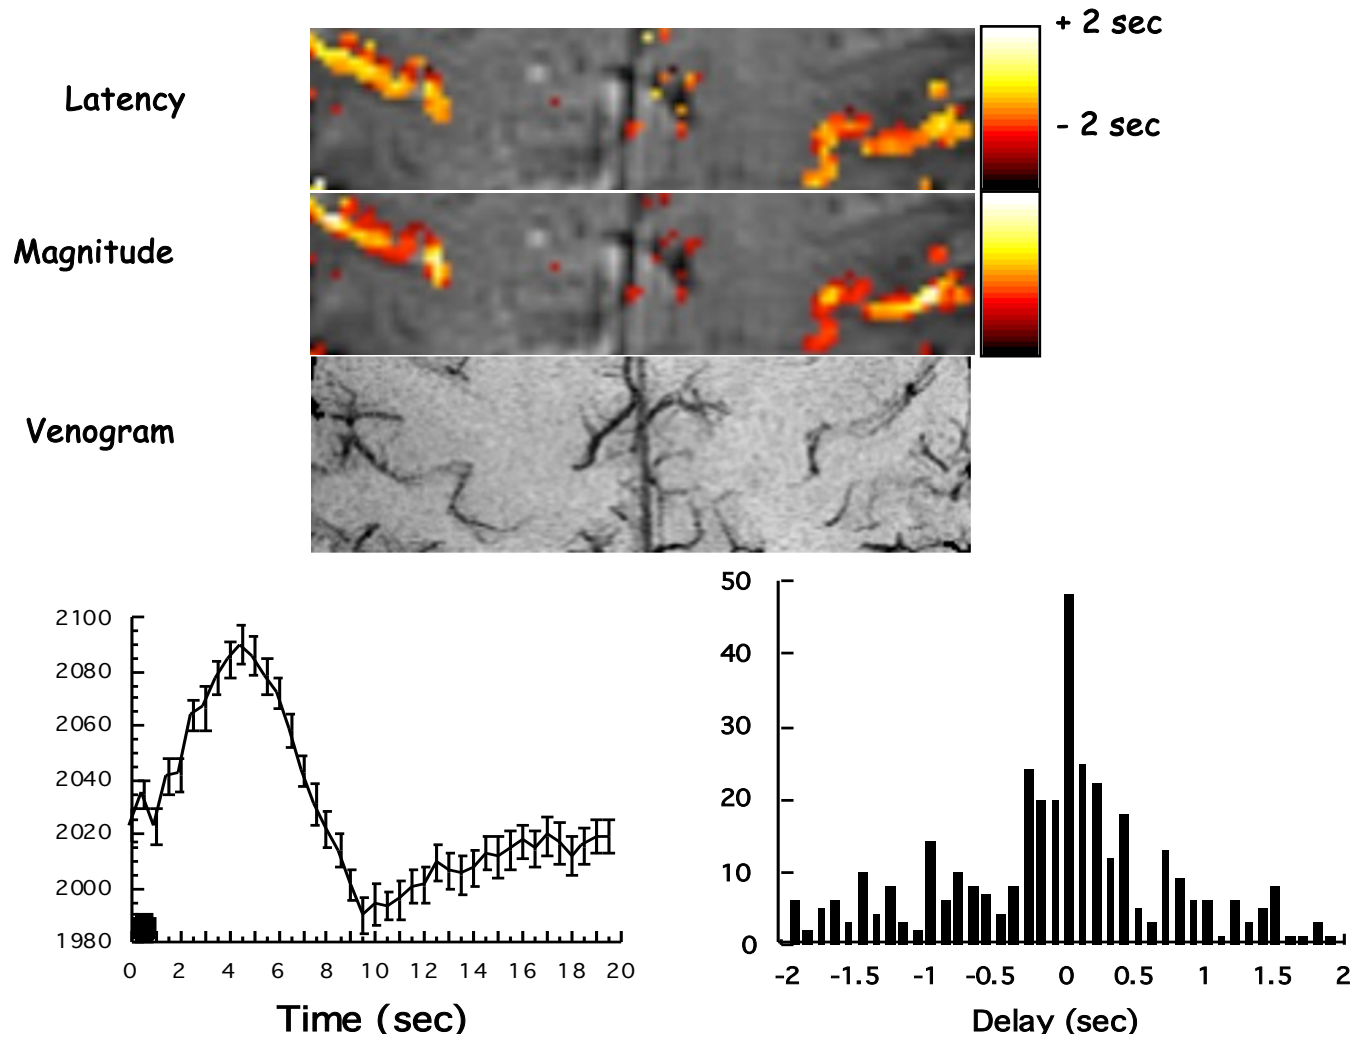 + 2 sec
Latency
- 2 sec
Magnitude
Venogram
2100
2080
2060
2040
2020
2000
1980
0 2 4 6 8 10 12 14 16 18 20
Time (sec)
50
40
30
20
10
0
-2 -1.5 -1 -0.5 0 0.5 1 1.5 2
Delay (sec)